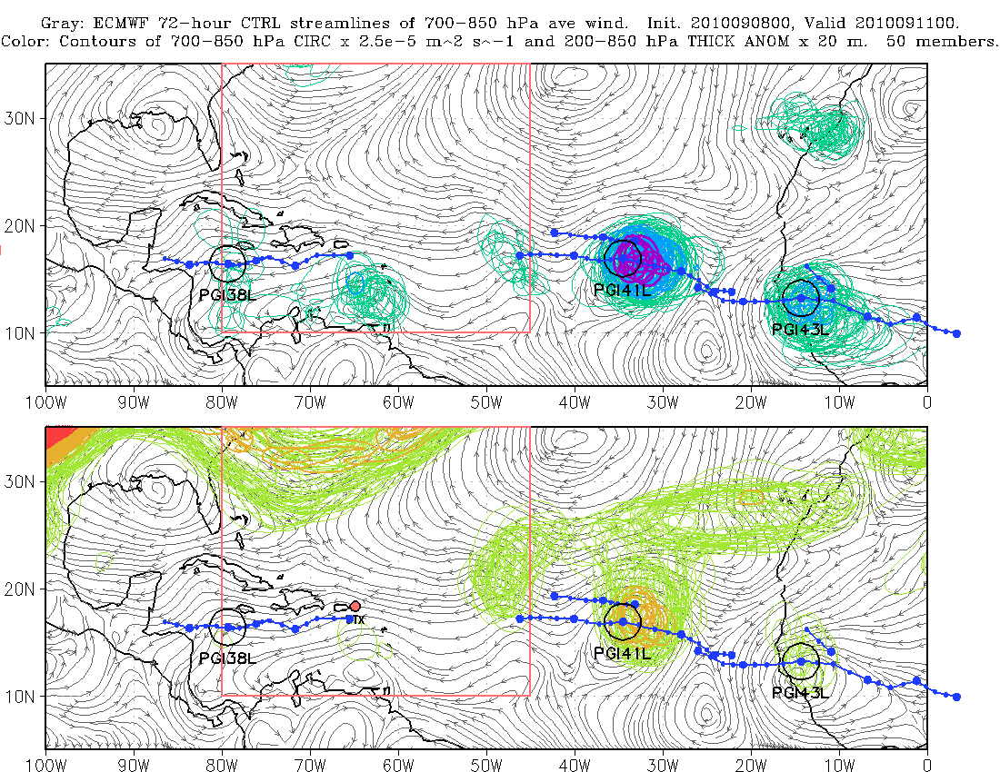 Gray: ECMWF 72-hour CTRL streamlines of 700-850 hPa ave wind. Init. 2010090800, Valid 2010091100.
Color: Contours of 700-850 hPa CIRC x 2.5e-5 m^2 s^-1 and 200-850 hPa THICK ANOM x 20 m. 50 members.
30N
20N
10N
PGI38L
PGI41L
PGI43L
100W 90W 80W 70W 60W 50W 40W 30W 20W 10W 0
30N
20N
10N
TX
PGI38L
PGI41L
PGI43L
100W 90W 80W 70W 60W 50W 40W 30W 20W 10W 0